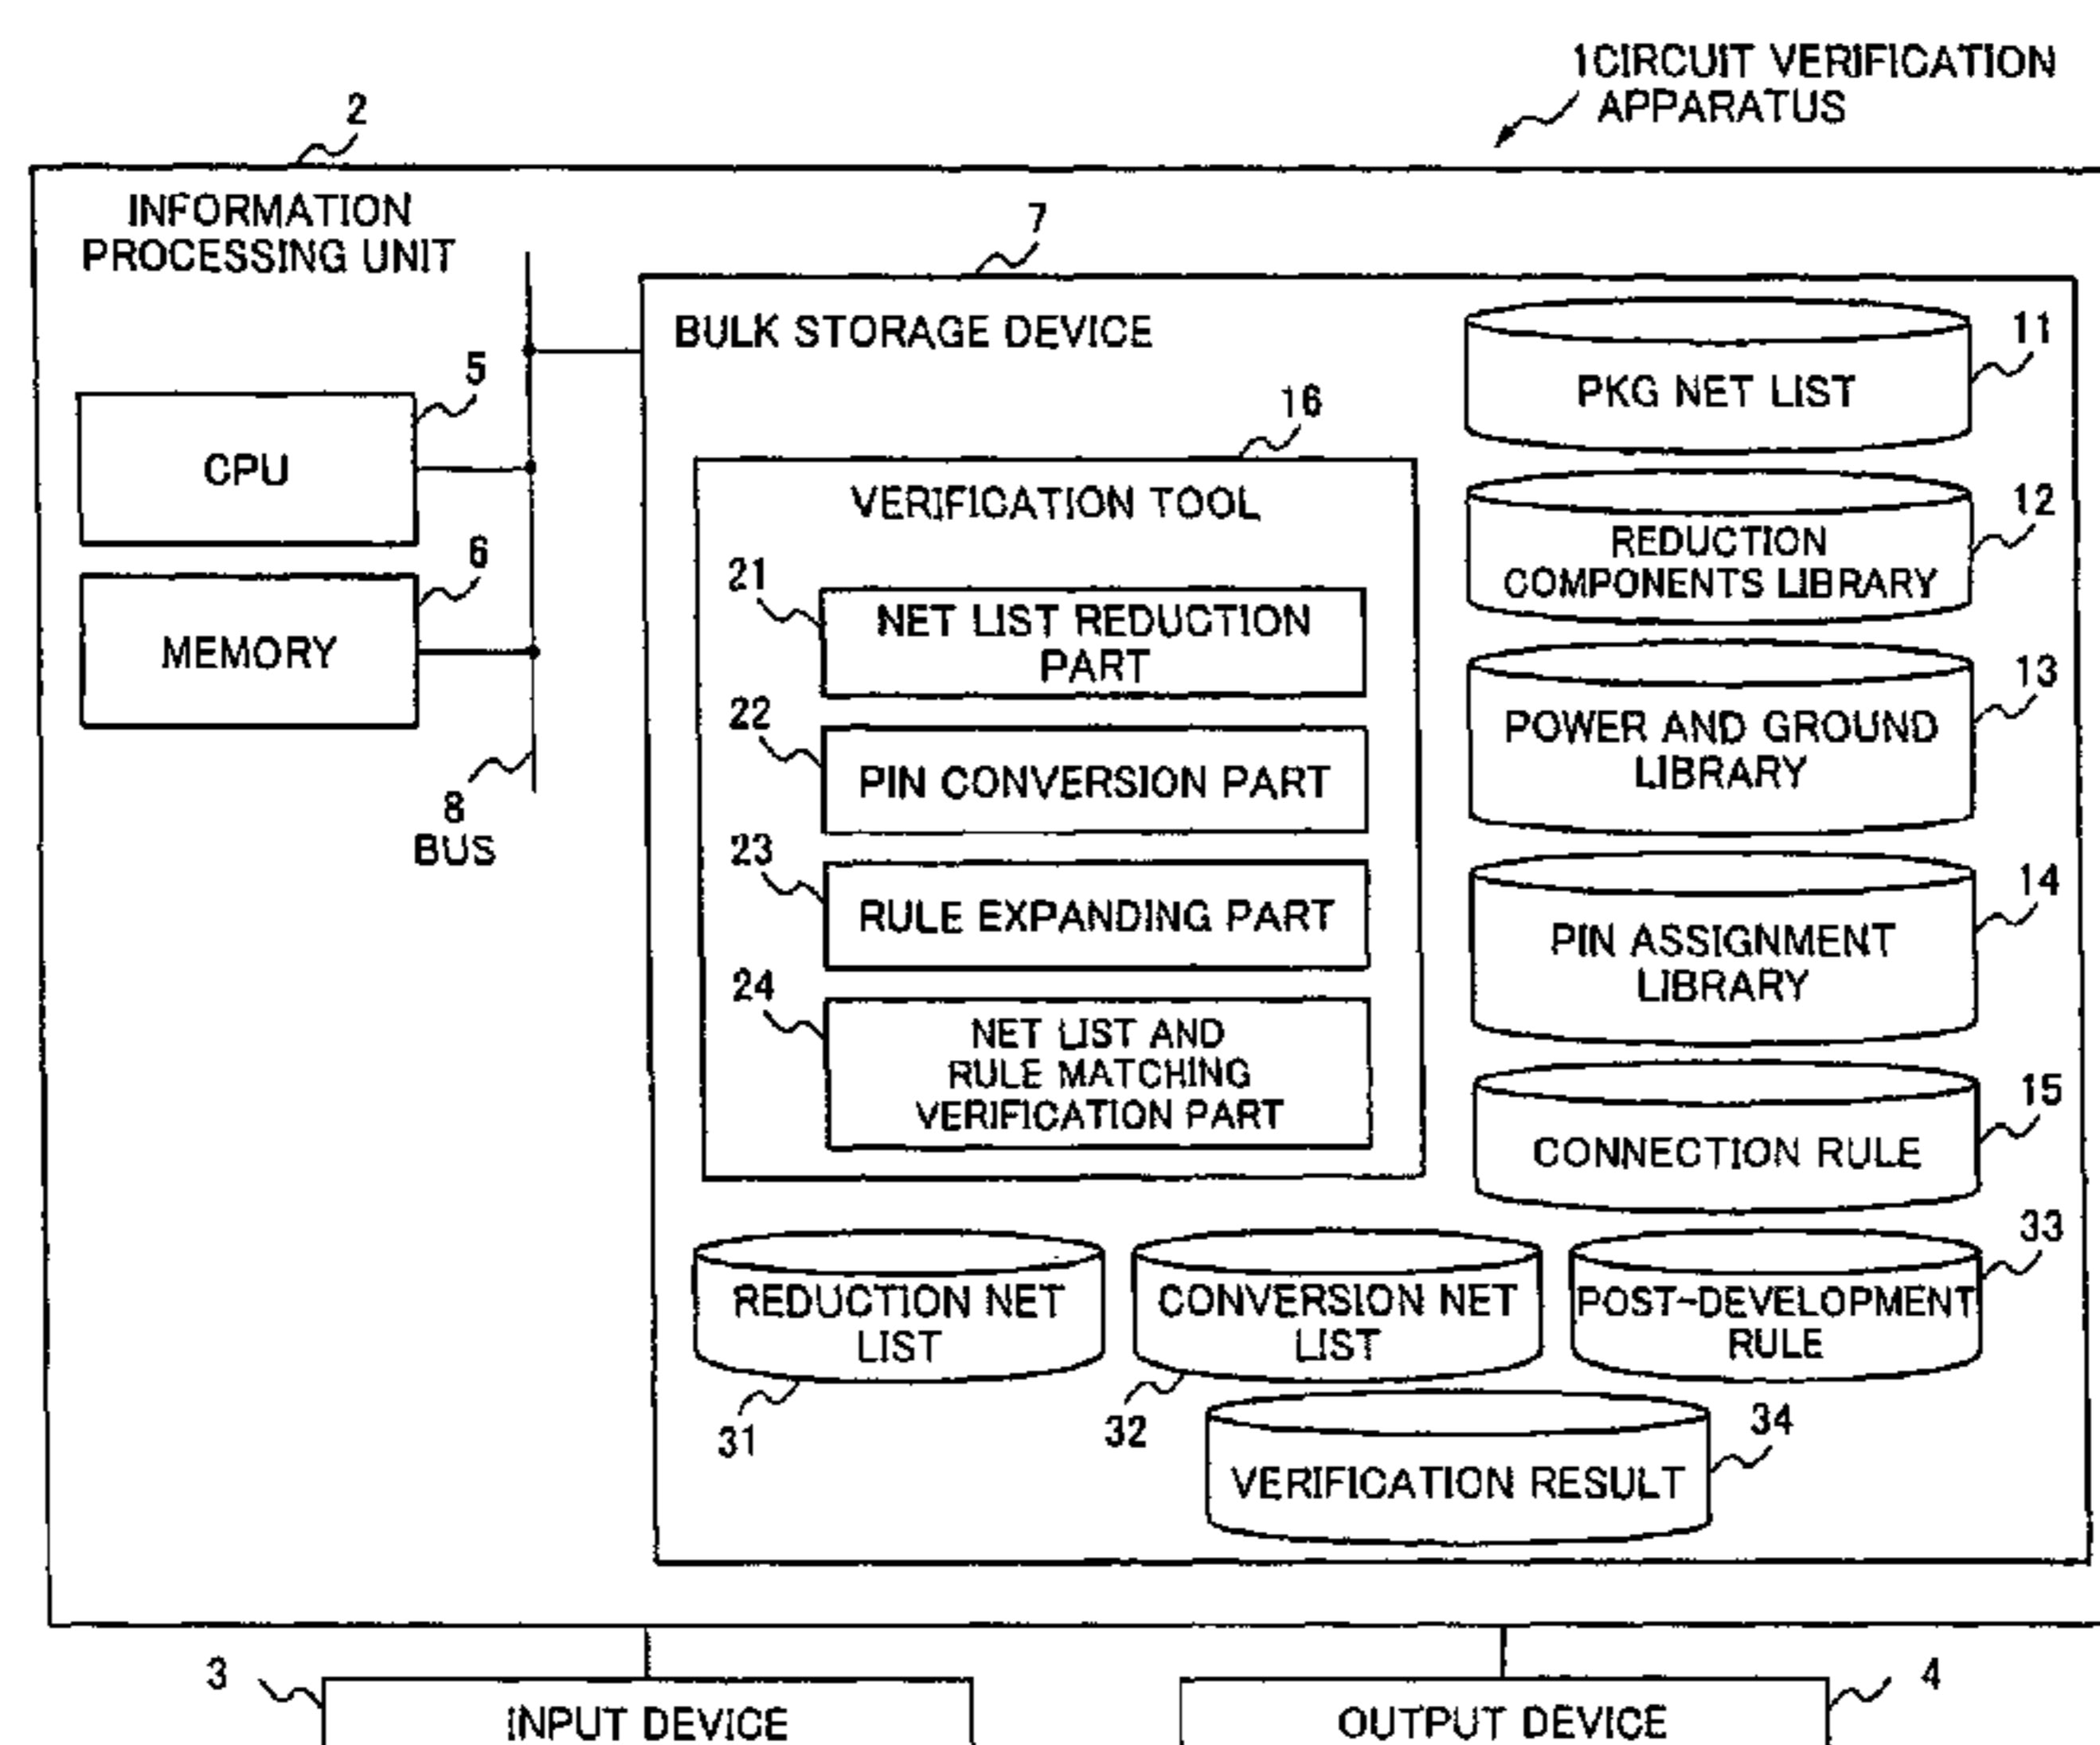 1CIRCUIT VERIFICATION
APPARATUS
2
INFORMATION
PROCESSING UNIT
7
BULK STORAGE DEVICE
5
CPU
6
MEMORY
8
BUS
16
VERIFICATION TOOL
21
NET LIST REDUCTION
PART
22
PIN CONVERSION PART
23
RULE EXPANDING PART
24
NET LIST AND
RULE MATCHING
VERIFICATION PART
11
PKG NET LIST
12
REDUCTION
COMPONENTS LIBRARY
13
POWER AND GROUND
LIBRARY
14
PIN ASSIGNMENT
LIBRARY
15
CONNECTION RULE
33
REDUCTION NET
LIST
31
CONVERSION NET
LIST
32
POST-DEVELOPMENT
RULE
34
VERIFICATION RESULT
3
INPUT DEVICE
4
OUTPUT DEVICE